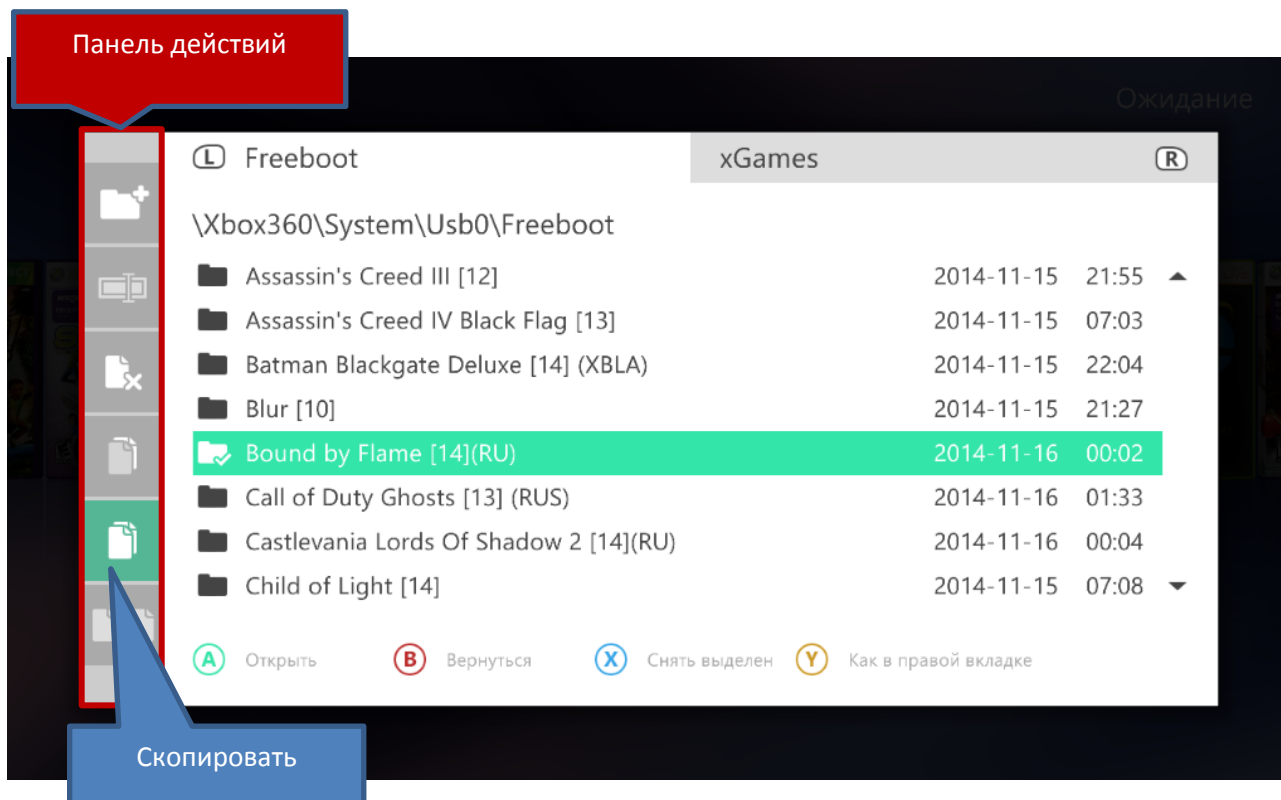 Панель действий
Ожидание
L Freeboot xGames R
\Xbox360\System\Usb0\Freeboot
Assassin's Creed III [12] 2014-11-15 21:55
Assassin's Creed IV Black Flag [13] 2014-11-15 07:03
Batman Blackgate Deluxe [14] (XBLA) 2014-11-15 22:04
Blur [10] 2014-11-15 21:27
Bound by Flame [14](RU) 2014-11-16 00:02
Call of Duty Ghosts [13] (RUS) 2014-11-16 01:33
Castlevania Lords Of Shadow 2 [14](RU) 2014-11-16 00:04
Child of Light [14] 2014-11-15 07:08
A Открыть B Вернуться X Снять выделен Y Как в правой вкладке
Скопировать